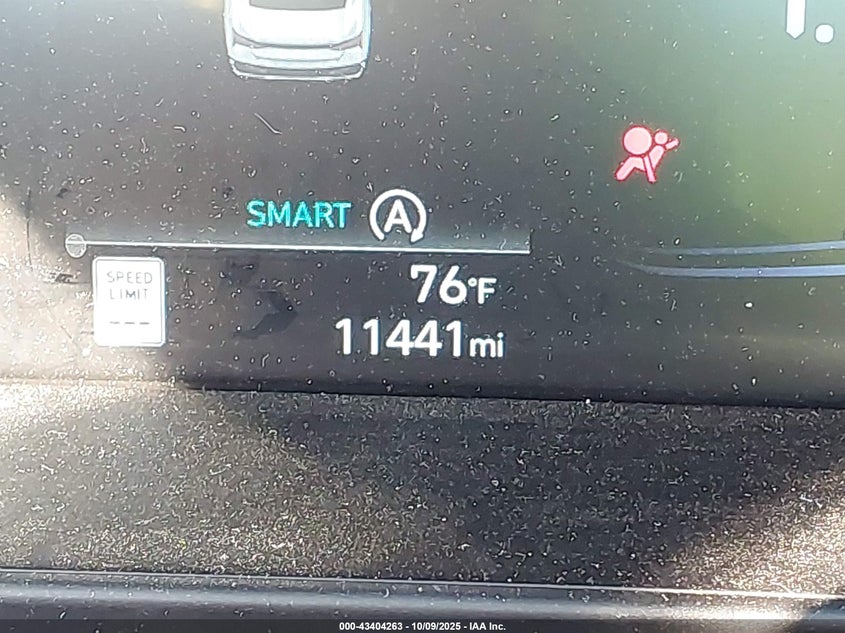 SMART A
SPEED
LIMIT
---
76°F
11441mi
000-43404263 - 10/09/2025 - IAA Inc.